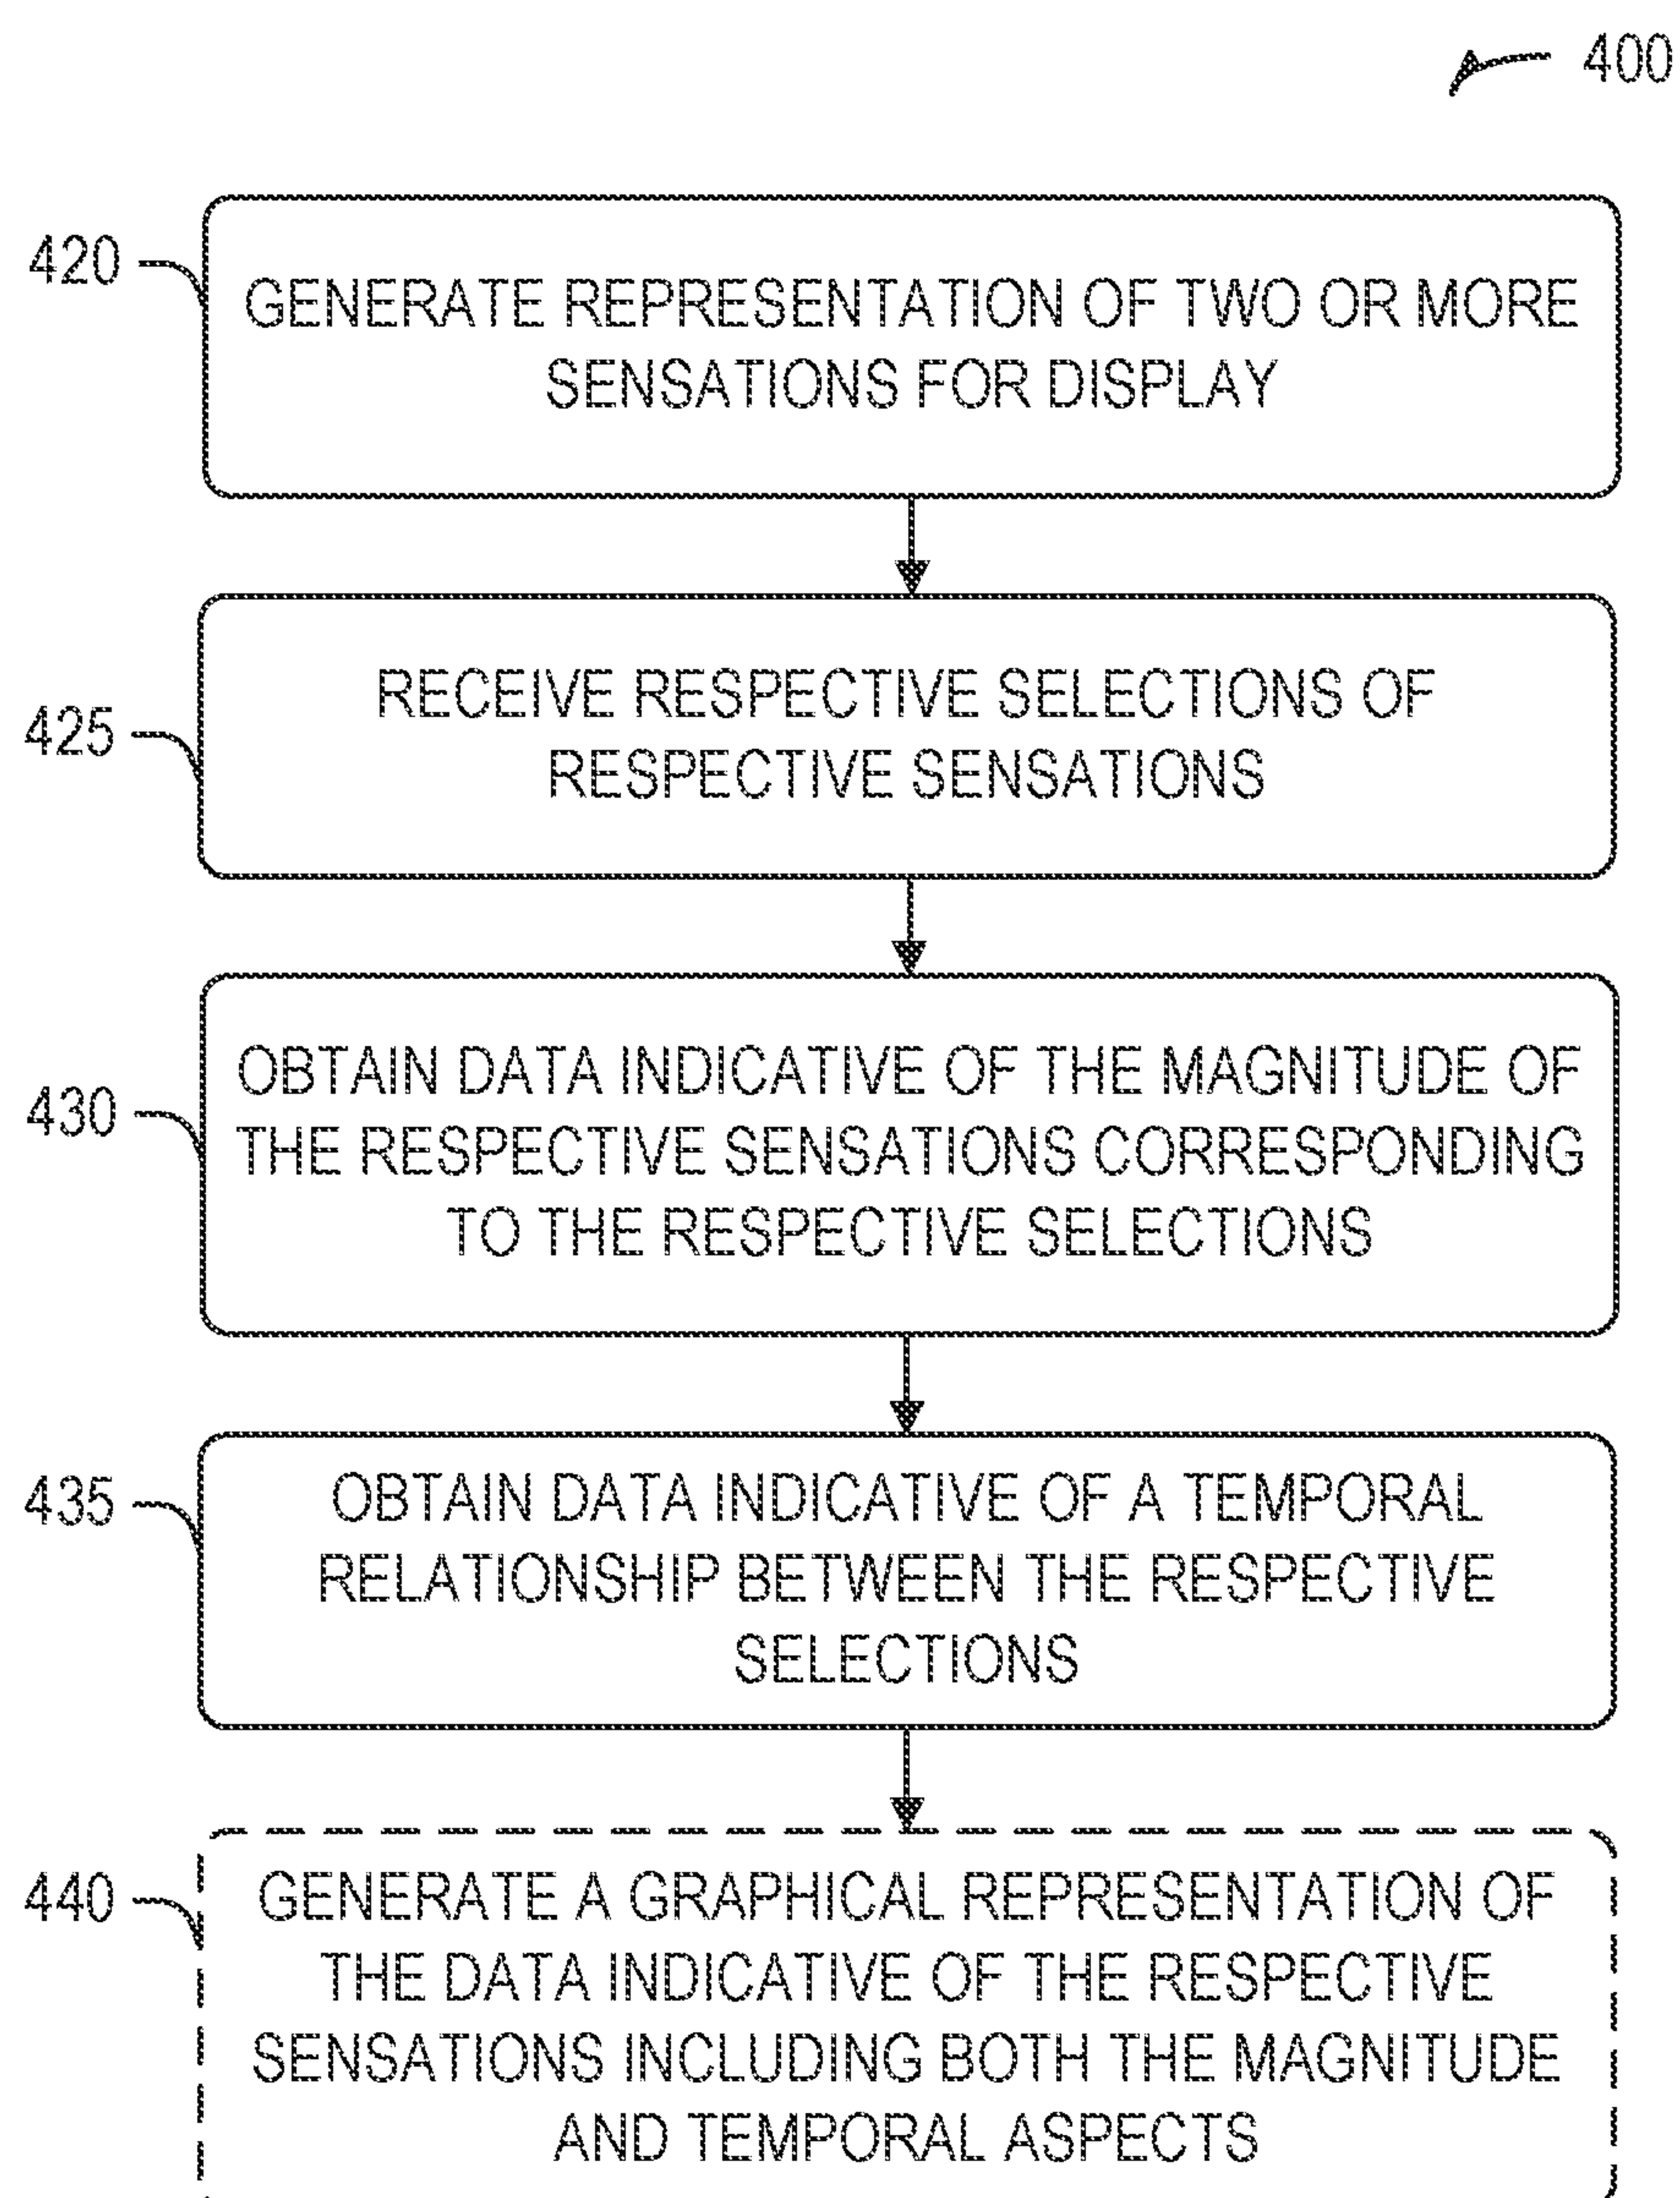 400
420
GENERATE REPRESENTATION OF TWO OR MORE
SENSATIONS FOR DISPLAY
425
RECEIVE RESPECTIVE SELECTIONS OF
RESPECTIVE SENSATIONS
430
OBTAIN DATA INDICATIVE OF THE MAGNITUDE OF
THE RESPECTIVE SENSATIONS CORRESPONDING
TO THE RESPECTIVE SELECTIONS
435
OBTAIN DATA INDICATIVE OF A TEMPORAL
RELATIONSHIP BETWEEN THE RESPECTIVE
SELECTIONS
440
GENERATE A GRAPHICAL REPRESENTATION OF
THE DATA INDICATIVE OF THE RESPECTIVE
SENSATIONS INCLUDING BOTH THE MAGNITUDE
AND TEMPORAL ASPECTS